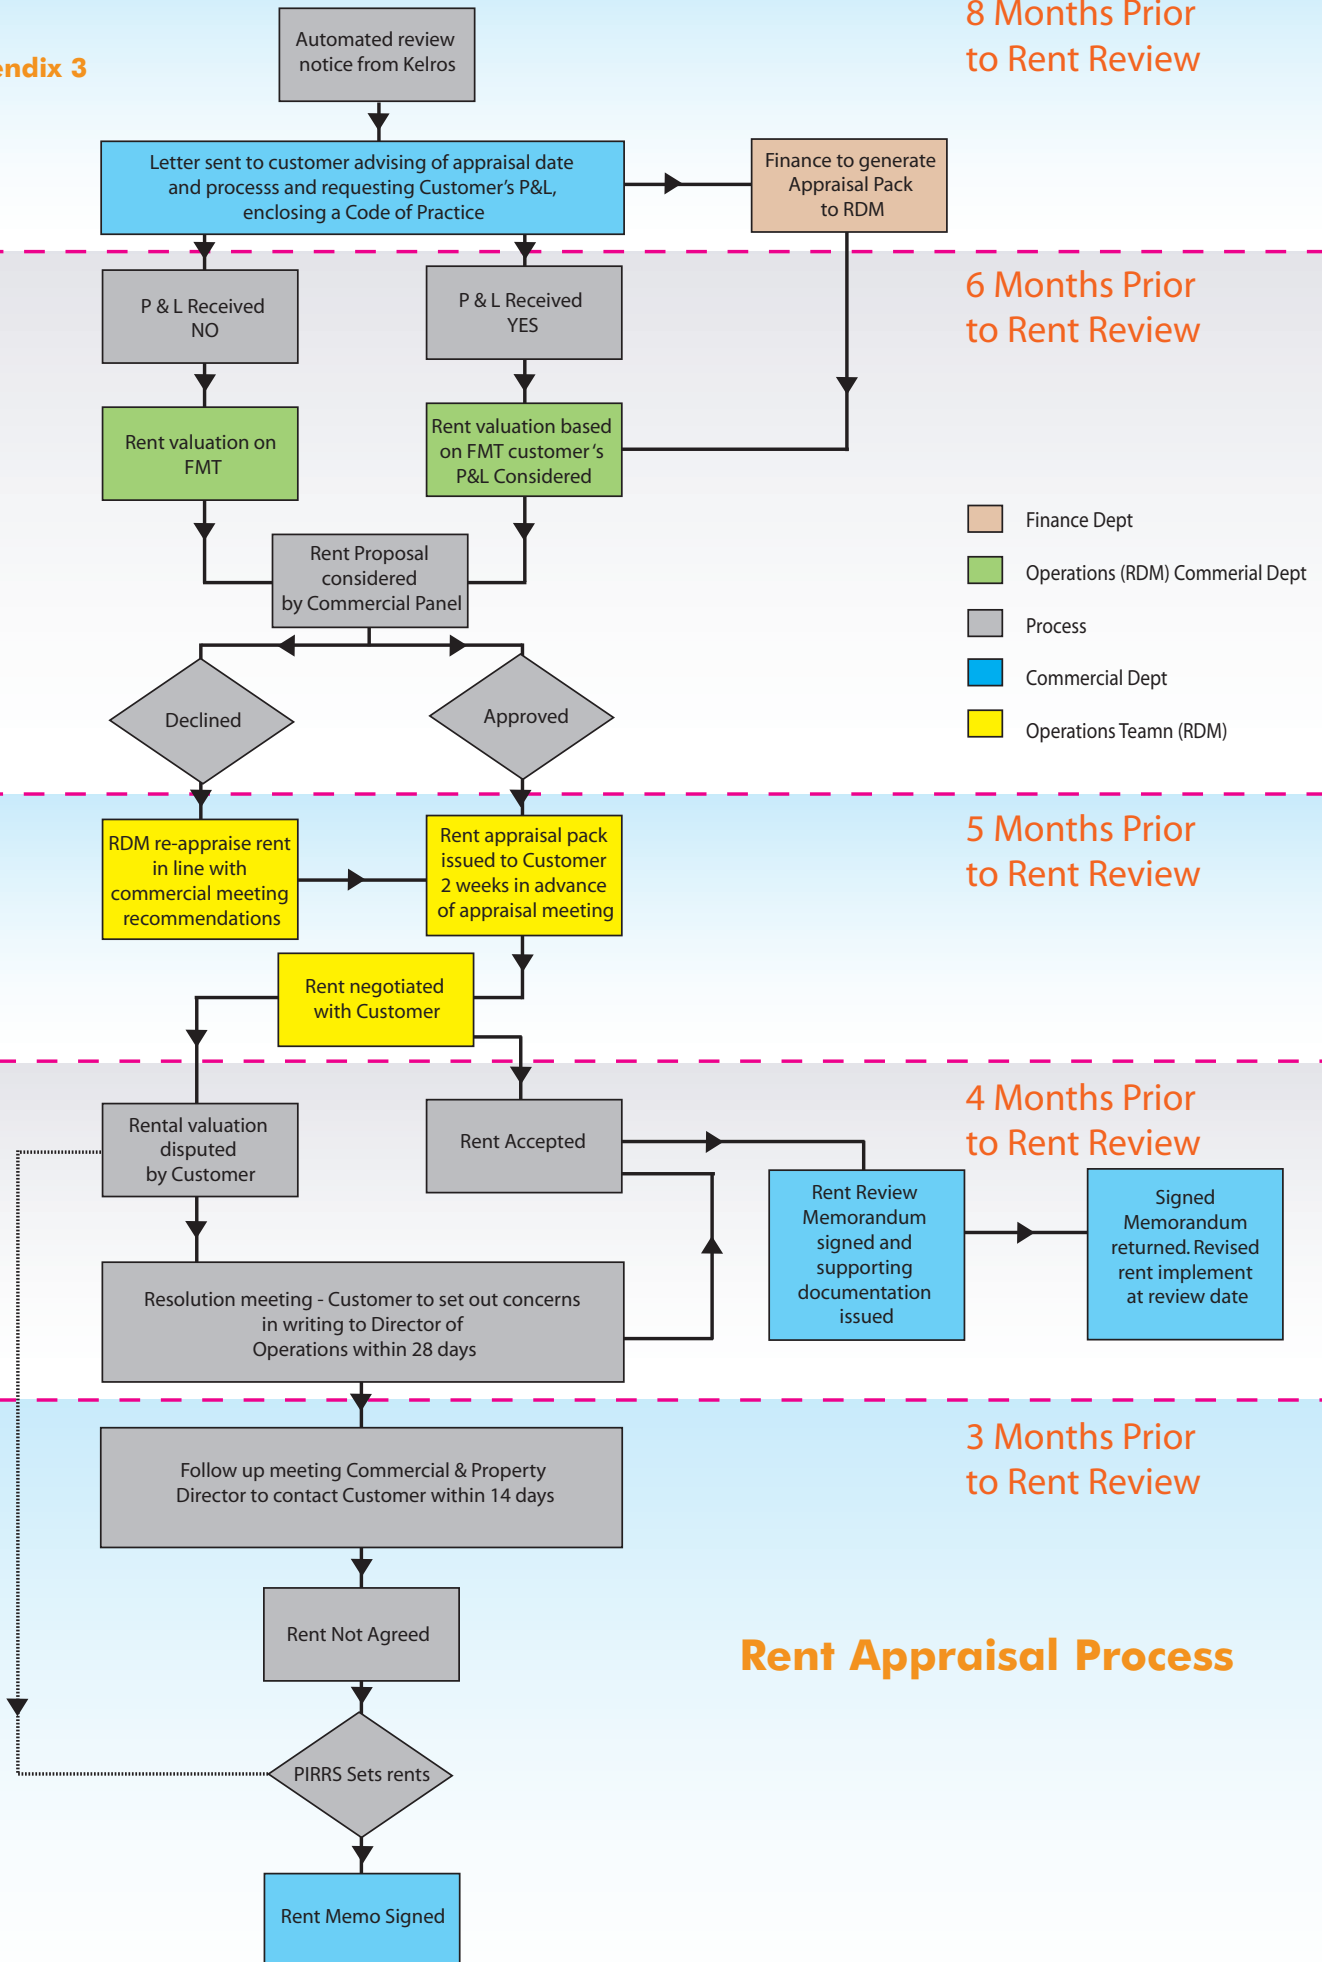 8 Months Prior
to Rent Review
endix 3
Automated review
notice from Kelros
Letter sent to customer advising of appraisal date
and processs and requesting Customer's P&L,
enclosing a Code of Practice
Finance to generate
Appraisal Pack
to RDM
6 Months Prior
to Rent Review
P & L Received
NO
P & L Received
YES
Rent valuation on
FMT
Rent valuation based
on FMT customer's
P&L Considered
Rent Proposal
considered
by Commercial Panel
Finance Dept
Operations (RDM) Commerial Dept
Process
Commercial Dept
Operations Teamn (RDM)
Declined
Approved
5 Months Prior
to Rent Review
RDM re-appraise rent
in line with
commercial meeting
recommendations
Rent appraisal pack
issued to Customer
2 weeks in advance
of appraisal meeting
Rent negotiated
with Customer
4 Months Prior
to Rent Review
Rental valuation
disputed
by Customer
Rent Accepted
Rent Review
Memorandum
signed and
supporting
documentation
issued
Signed
Memorandum
returned. Revised
rent implement
at review date
Resolution meeting - Customer to set out concerns
in writing to Director of
Operations within 28 days
3 Months Prior
to Rent Review
Follow up meeting Commercial & Property
Director to contact Customer within 14 days
Rent Not Agreed
Rent Appraisal Process
PIRRS Sets rents
Rent Memo Signed